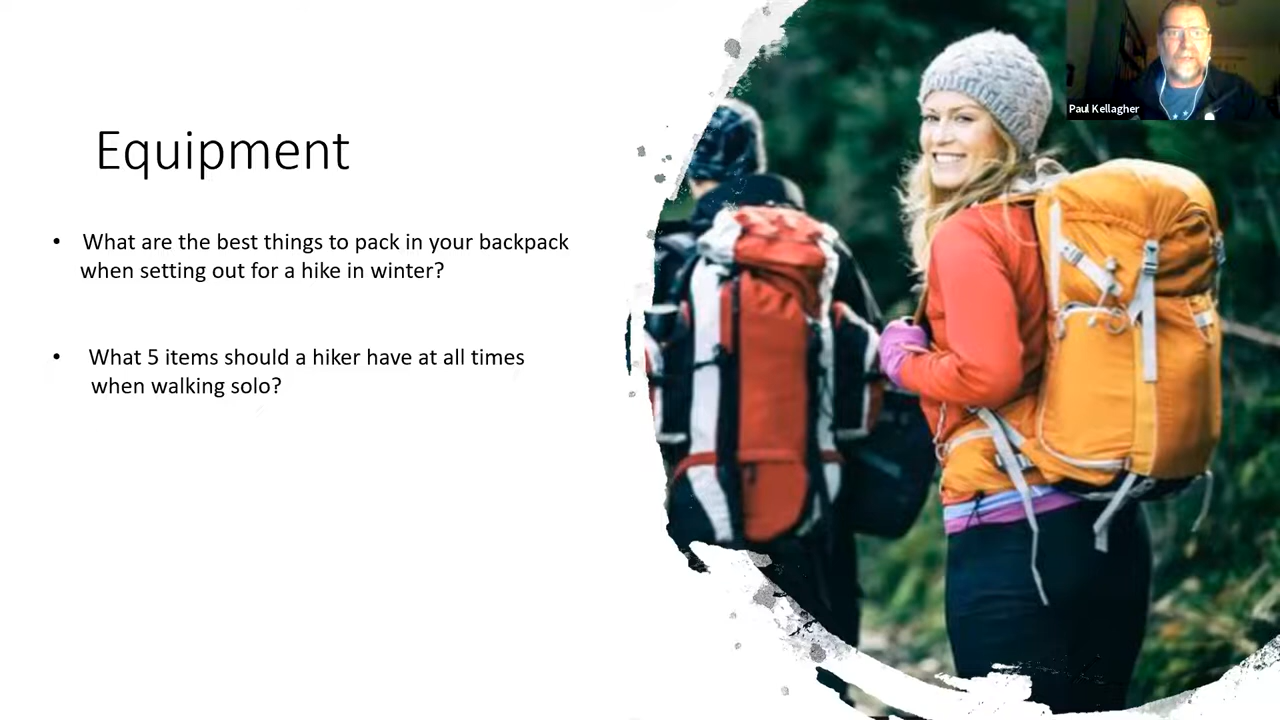 Paul Kellagher
Equipment
• What are the best things to pack in your backpack
when setting out for a hike in winter?
• What 5 items should a hiker have at all times
when walking solo?